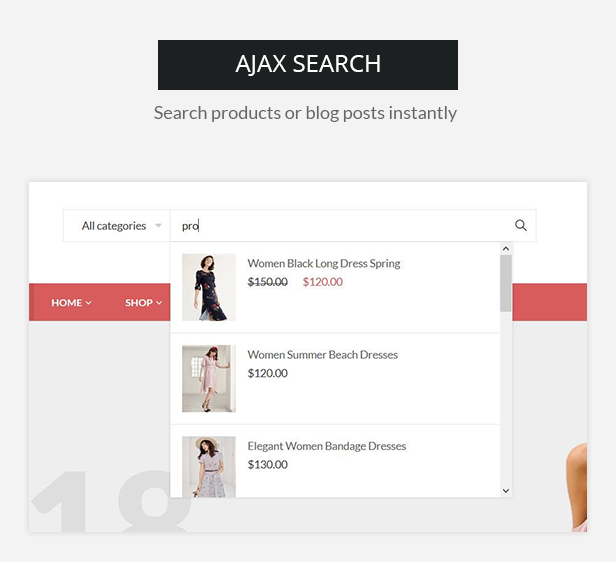 AJAX SEARCH
Search products or blog posts instantly
All categories
pro
Women Black Long Dress Spring
$150.00 $120.00
HOME SHOP
Women Summer Beach Dresses
$120.00
Elegant Women Bandage Dresses
$130.00
18